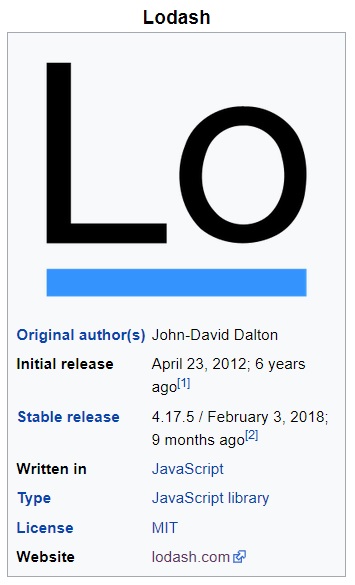 Lodash
Lo
Original author(s) John-David Dalton
Initial release April 23, 2012; 6 years
ago[1]
Stable release 4.17.5 / February 3, 2018;
9 months ago[2]
Written in JavaScript
Type JavaScript library
License MIT
Website lodash.com